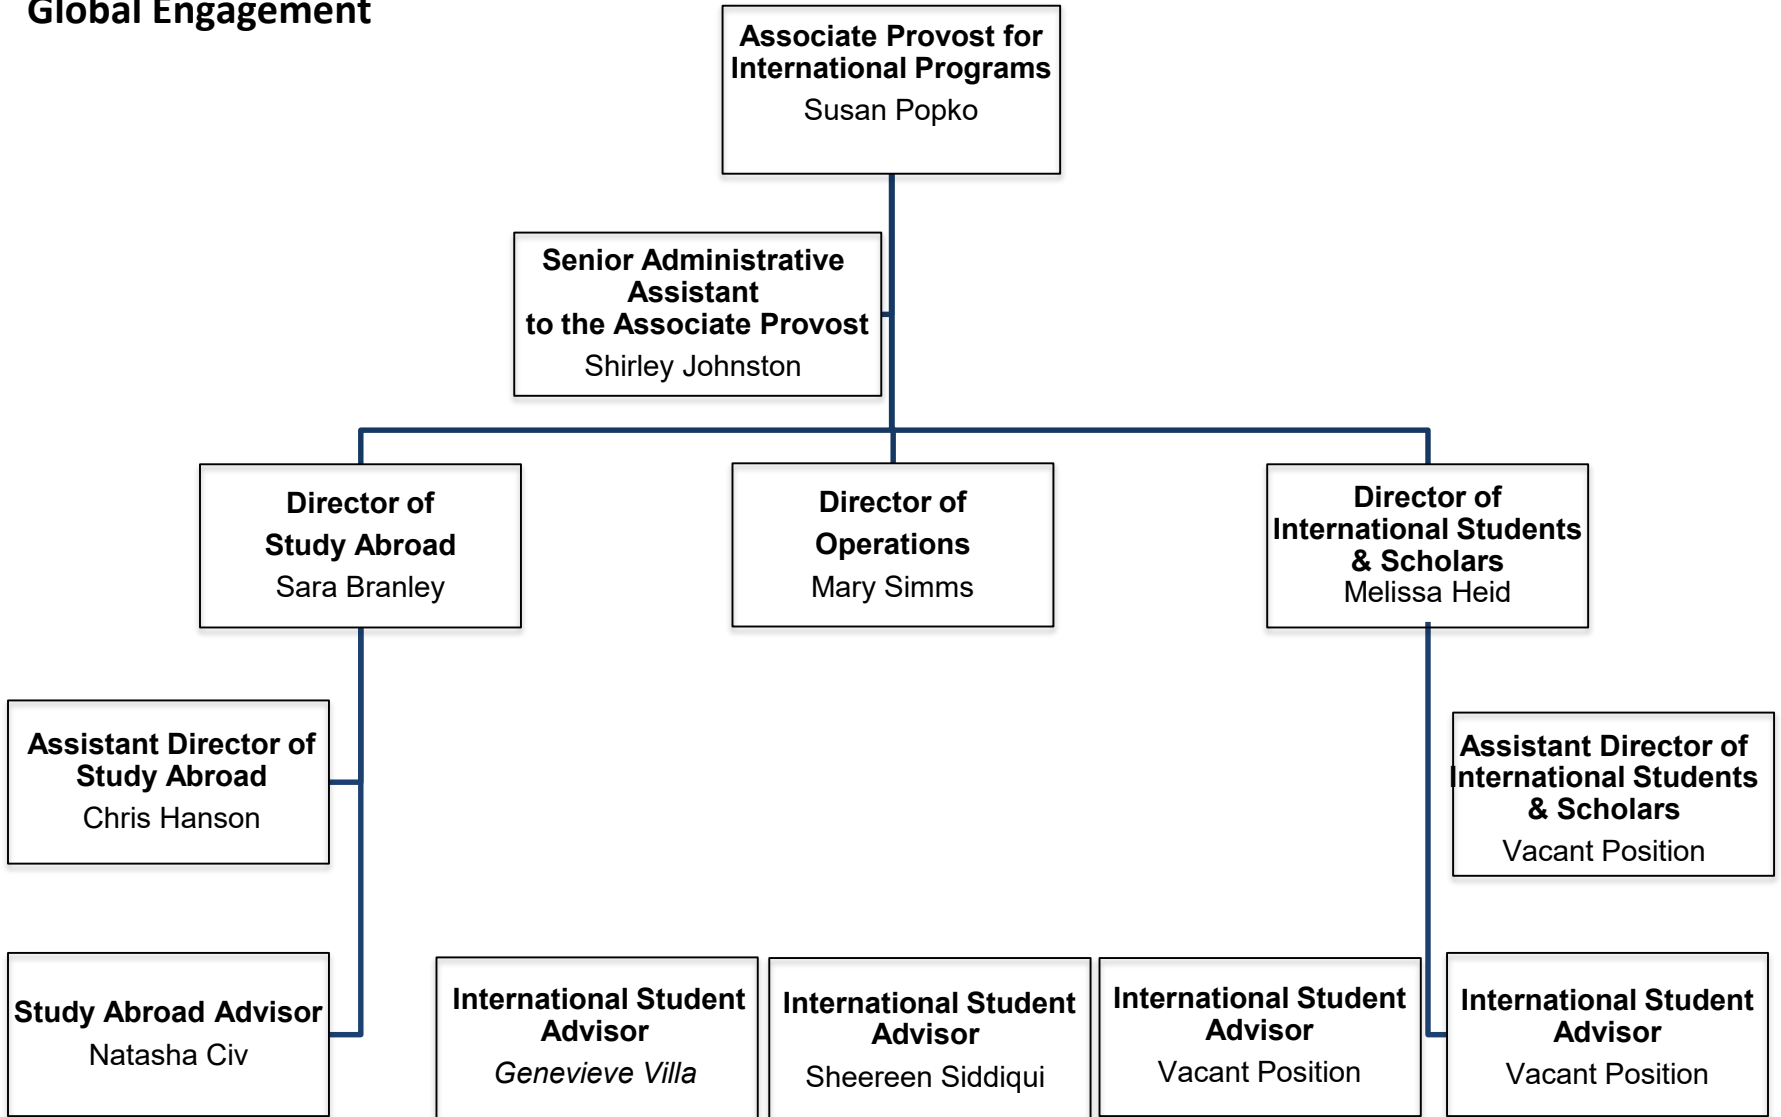 Global Engagement
Associate Provost for
International Programs
Susan Popko
Senior Administrative
Assistant
to the Associate Provost
Shirley Johnston
Director of
Study Abroad
Sara Branley
Director of
Operations
Mary Simms
Director of
International Students
& Scholars
Melissa Heid
Assistant Director of
Study Abroad
Chris Hanson
Assistant Director of
International Students
& Scholars
Vacant Position
Study Abroad Advisor
Natasha Civ
International Student
Advisor
Genevieve Villa
International Student
Advisor
Sheereen Siddiqui
International Student
Advisor
Vacant Position
International Student
Advisor
Vacant Position